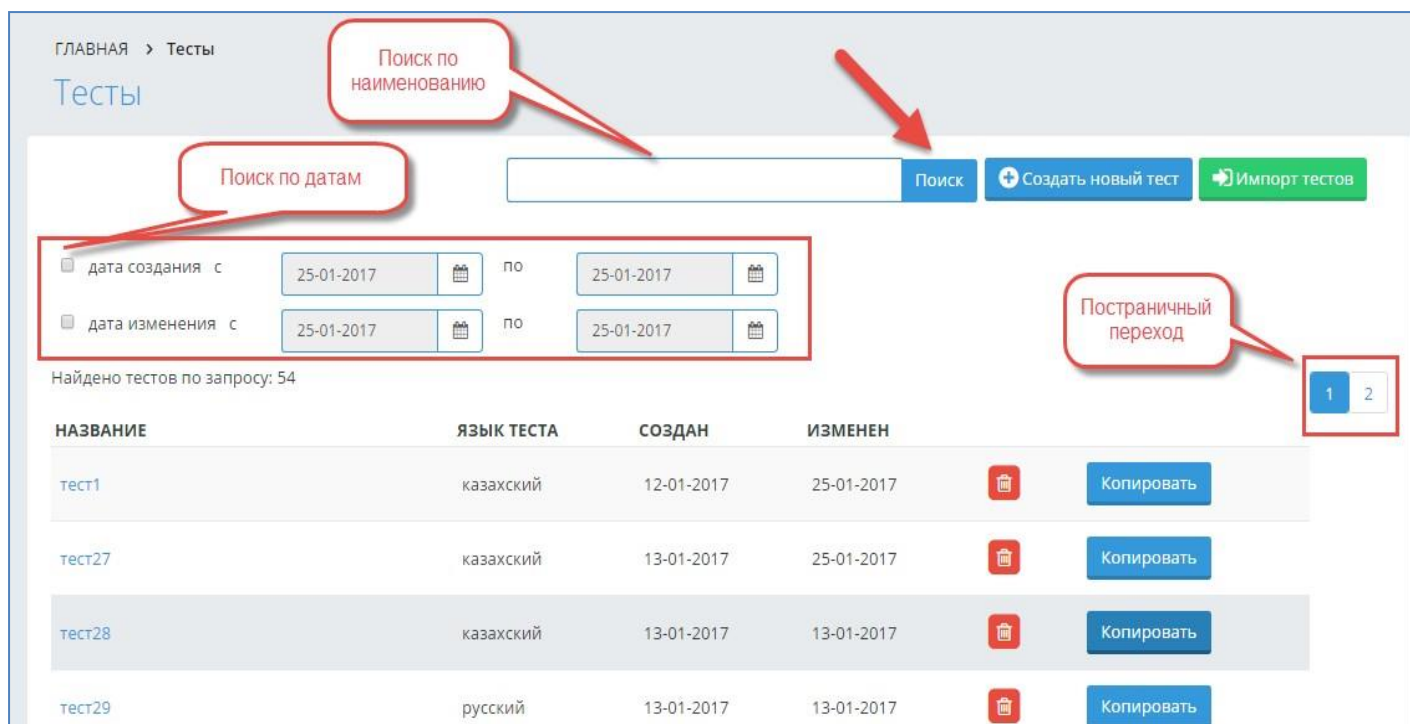 ГЛАВНАЯ > Тесты
Тесты
Поиск по
наименованию
Поиск по датам
Поиск
Создать новый тест
Импорт тестов
дата создания с 25-01-2017 по 25-01-2017
дата изменения с 25-01-2017 по 25-01-2017
Постраничный
переход
Найдено тестов по запросу: 54
1 2
НАЗВАНИЕ ЯЗЫК ТЕСТА СОЗДАН ИЗМЕНЕН
тест1 казахский 12-01-2017 25-01-2017 Копировать
тест27 казахский 13-01-2017 25-01-2017 Копировать
тест28 казахский 13-01-2017 13-01-2017 Копировать
тест29 русский 13-01-2017 13-01-2017 Копировать